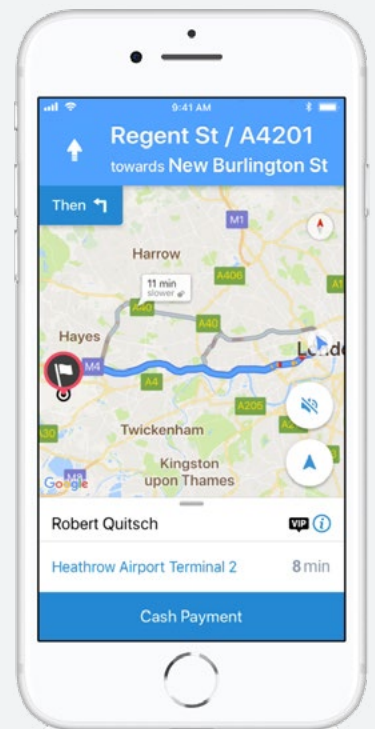 9:41 AM
Regent St / A4201
towards New Burlington St
Then
M1
Harrow
A406
11 min
slower
A40
A1
A40
Hayes
M4
A4
A205
Twickenham
Kingston
upon Thames
Google
Robert Quitsch
VIP i
Heathrow Airport Terminal 2
8 min
Cash Payment